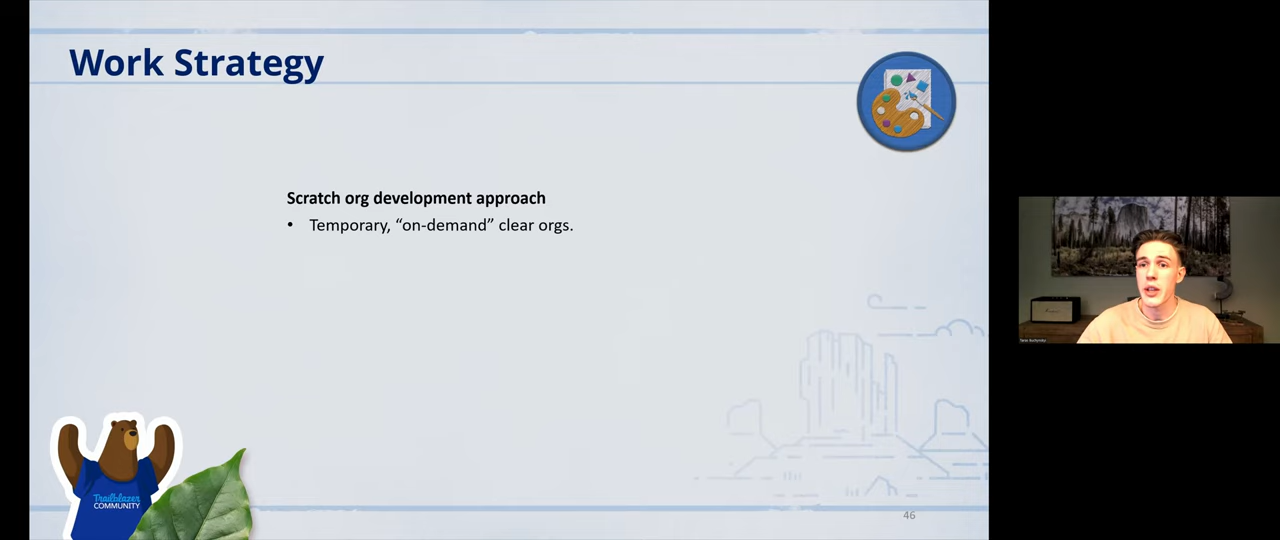 Work Strategy
Scratch org development approach
• Temporary, “on-demand” clear orgs.
Trailblazer
COMMUNITY
46